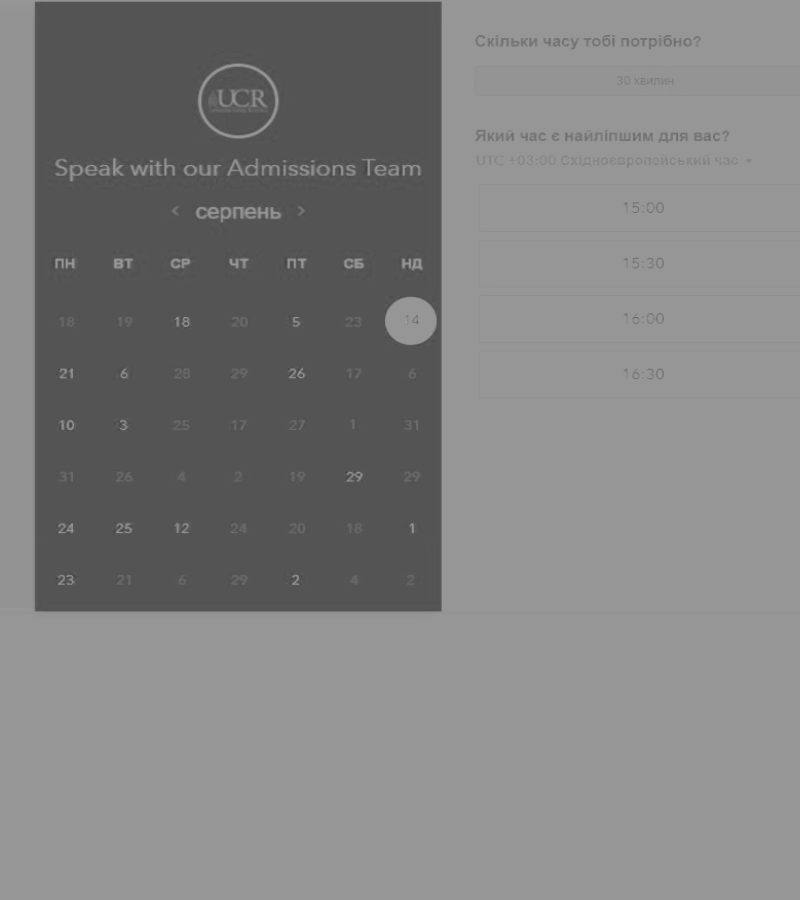 UCR
Speak with our Admissions Team
серпень
ПН ВТ СР ЧТ ПТ СБ НД
18 19 18 20 5 23 14
21 6 28 29 26 17 6
10 3 25 17 27 1 31
31 26 4 2 19 29 29
24 25 12 24 20 18 1
23 21 6 29 2 4 2
Скільки часу тобі потрібно?
30 хвилин
Який час є найліпшим для вас?
UTC +03:00 Східноєвропейський час
15:00
15:30
16:00
16:30